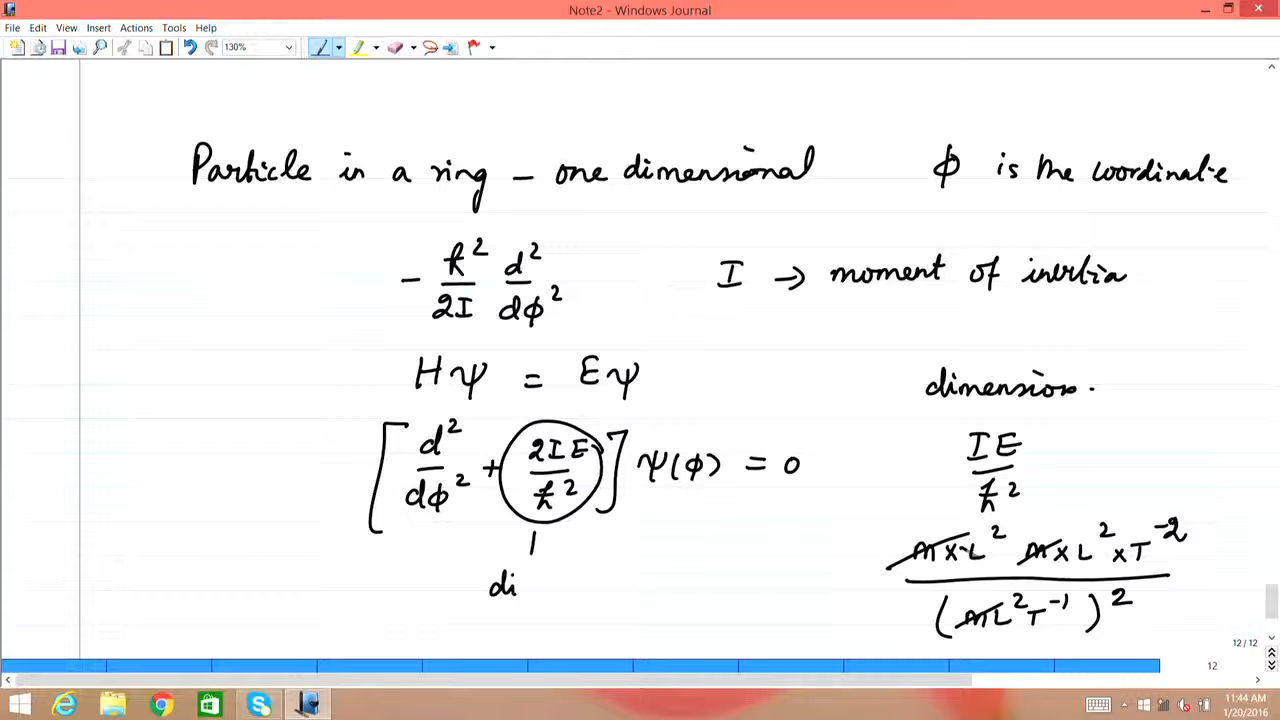 Note2 - Windows Journal
File Edit View Insert Actions Tools Help
130%
Particle in a ring – one dimensional ϕ is the coordinate
- ℏ²/2I d²/dϕ² I → moment of inertia
Hψ = Eψ
dimension.
[d²/dϕ² + 2IE/ℏ²] ψ(ϕ) = 0
IE/ℏ²
M×L² M×L²×T⁻²
(ML²T⁻¹)²
di
12 / 12
12
11:44 AM
1/20/2016